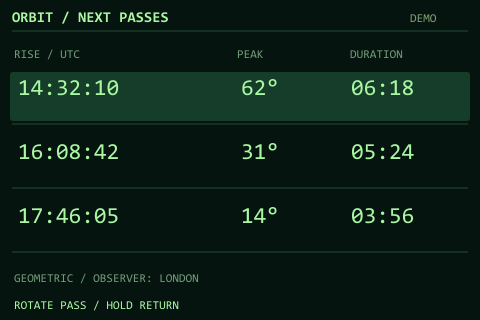 ORBIT / NEXT PASSES DEMO
RISE / UTC PEAK DURATION
14:32:10 62° 06:18
16:08:42 31° 05:24
17:46:05 14° 03:56
GEOMETRIC / OBSERVER: LONDON
ROTATE PASS / HOLD RETURN